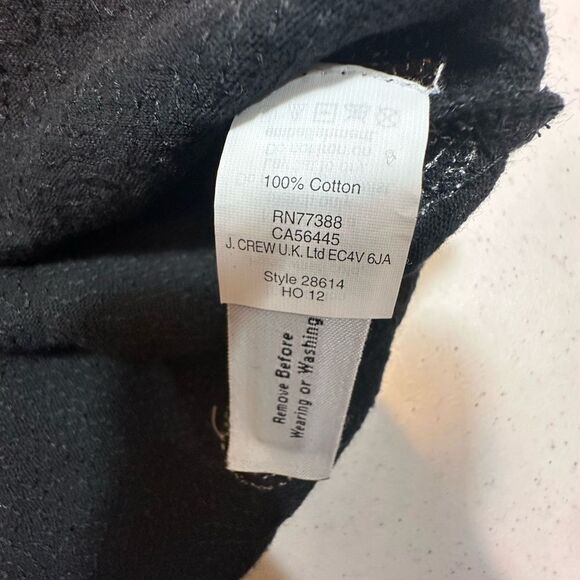 100% Cotton
RN77388
CA56445
J. CREW U.K. Ltd EC4V 6JA
Style 28614
HO 12
Remove Before
Wearing or Washing